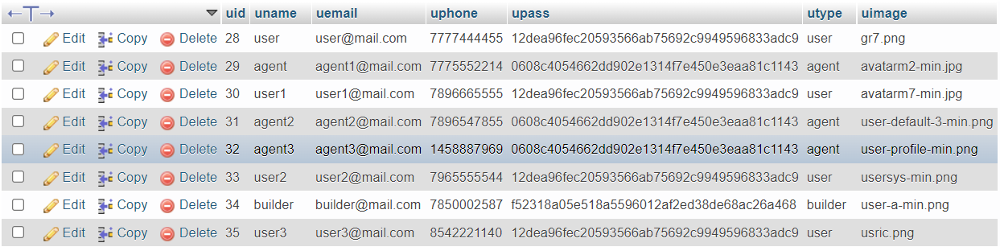 ←T→ uid uname uemail uphone upass utype uimage
Edit Copy Delete 28 user user@mail.com 7777444455 12dea96fec20593566ab75692c9949596833adc9 user gr7.png
Edit Copy Delete 29 agent agent1@mail.com 7775552214 0608c4054662dd902e1314f7e450e3eaa81c1143 agent avatarm2-min.jpg
Edit Copy Delete 30 user1 user1@mail.com 7896665555 12dea96fec20593566ab75692c9949596833adc9 user avatarm7-min.jpg
Edit Copy Delete 31 agent2 agent2@mail.com 7896547855 0608c4054662dd902e1314f7e450e3eaa81c1143 agent user-default-3-min.png
Edit Copy Delete 32 agent3 agent3@mail.com 1458887969 0608c4054662dd902e1314f7e450e3eaa81c1143 agent user-profile-min.png
Edit Copy Delete 33 user2 user2@mail.com 7965555544 12dea96fec20593566ab75692c9949596833adc9 user usersys-min.png
Edit Copy Delete 34 builder builder@mail.com 7850002587 f52318a05e518a5596012af2ed38de68ac26a468 builder user-a-min.png
Edit Copy Delete 35 user3 user3@mail.com 8542221140 12dea96fec20593566ab75692c9949596833adc9 user usric.png